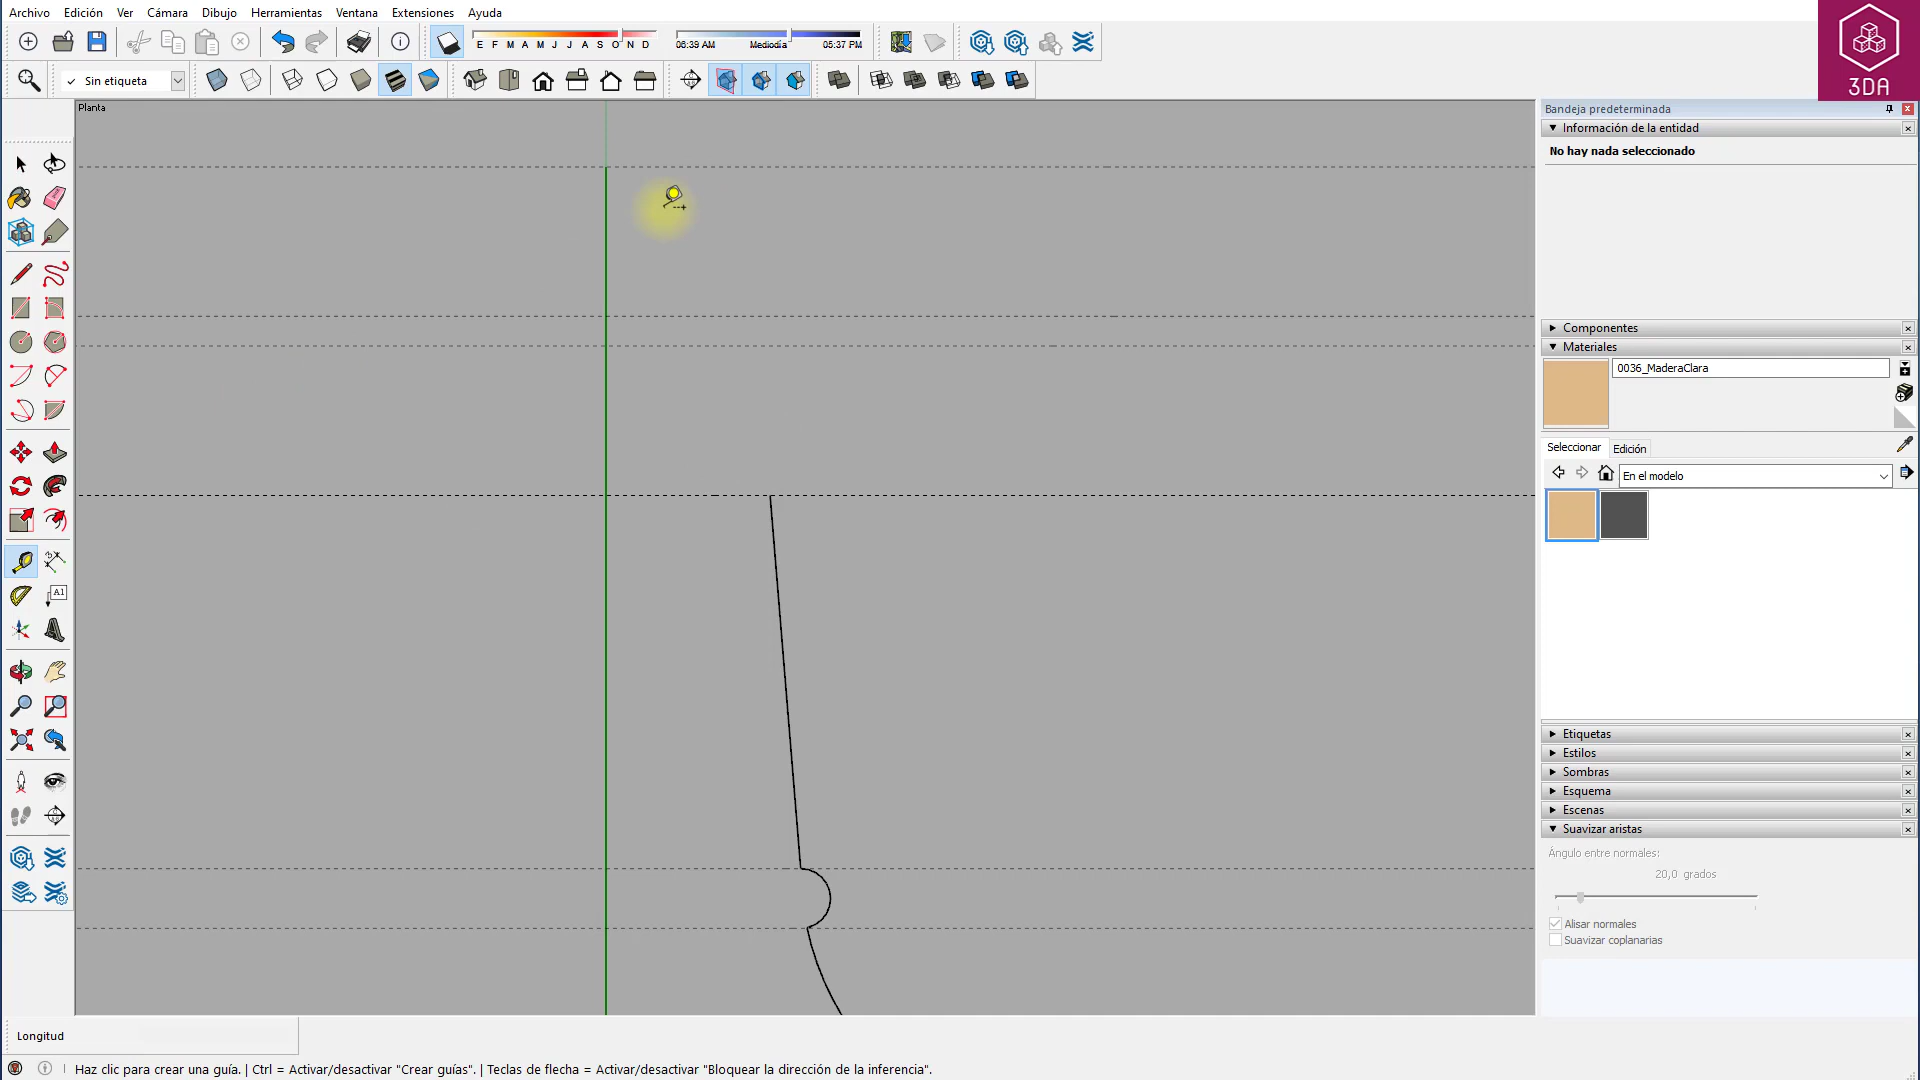 Archivo Edición Ver Cámara Dibujo Herramientas Ventana Extensiones Ayuda
E F M A M J J A S O N D
06:39 AM Mediodía 05:37 PM
3DA
✓ Sin etiqueta
Planta
Bandeja predeterminada
Información de la entidad
No hay nada seleccionado
Componentes
Materiales
0036_MaderaClara
Seleccionar Edición
En el modelo
A1
Etiquetas
Estilos
Sombras
Esquema
Escenas
Suavizar aristas
Ángulo entre normales:
20,0 grados
Alisar normales
Suavizar coplanarias
Longitud
Haz clic para crear una guía. | Ctrl = Activar/desactivar "Crear guías". | Teclas de flecha = Activar/desactivar "Bloquear la dirección de la inferencia".